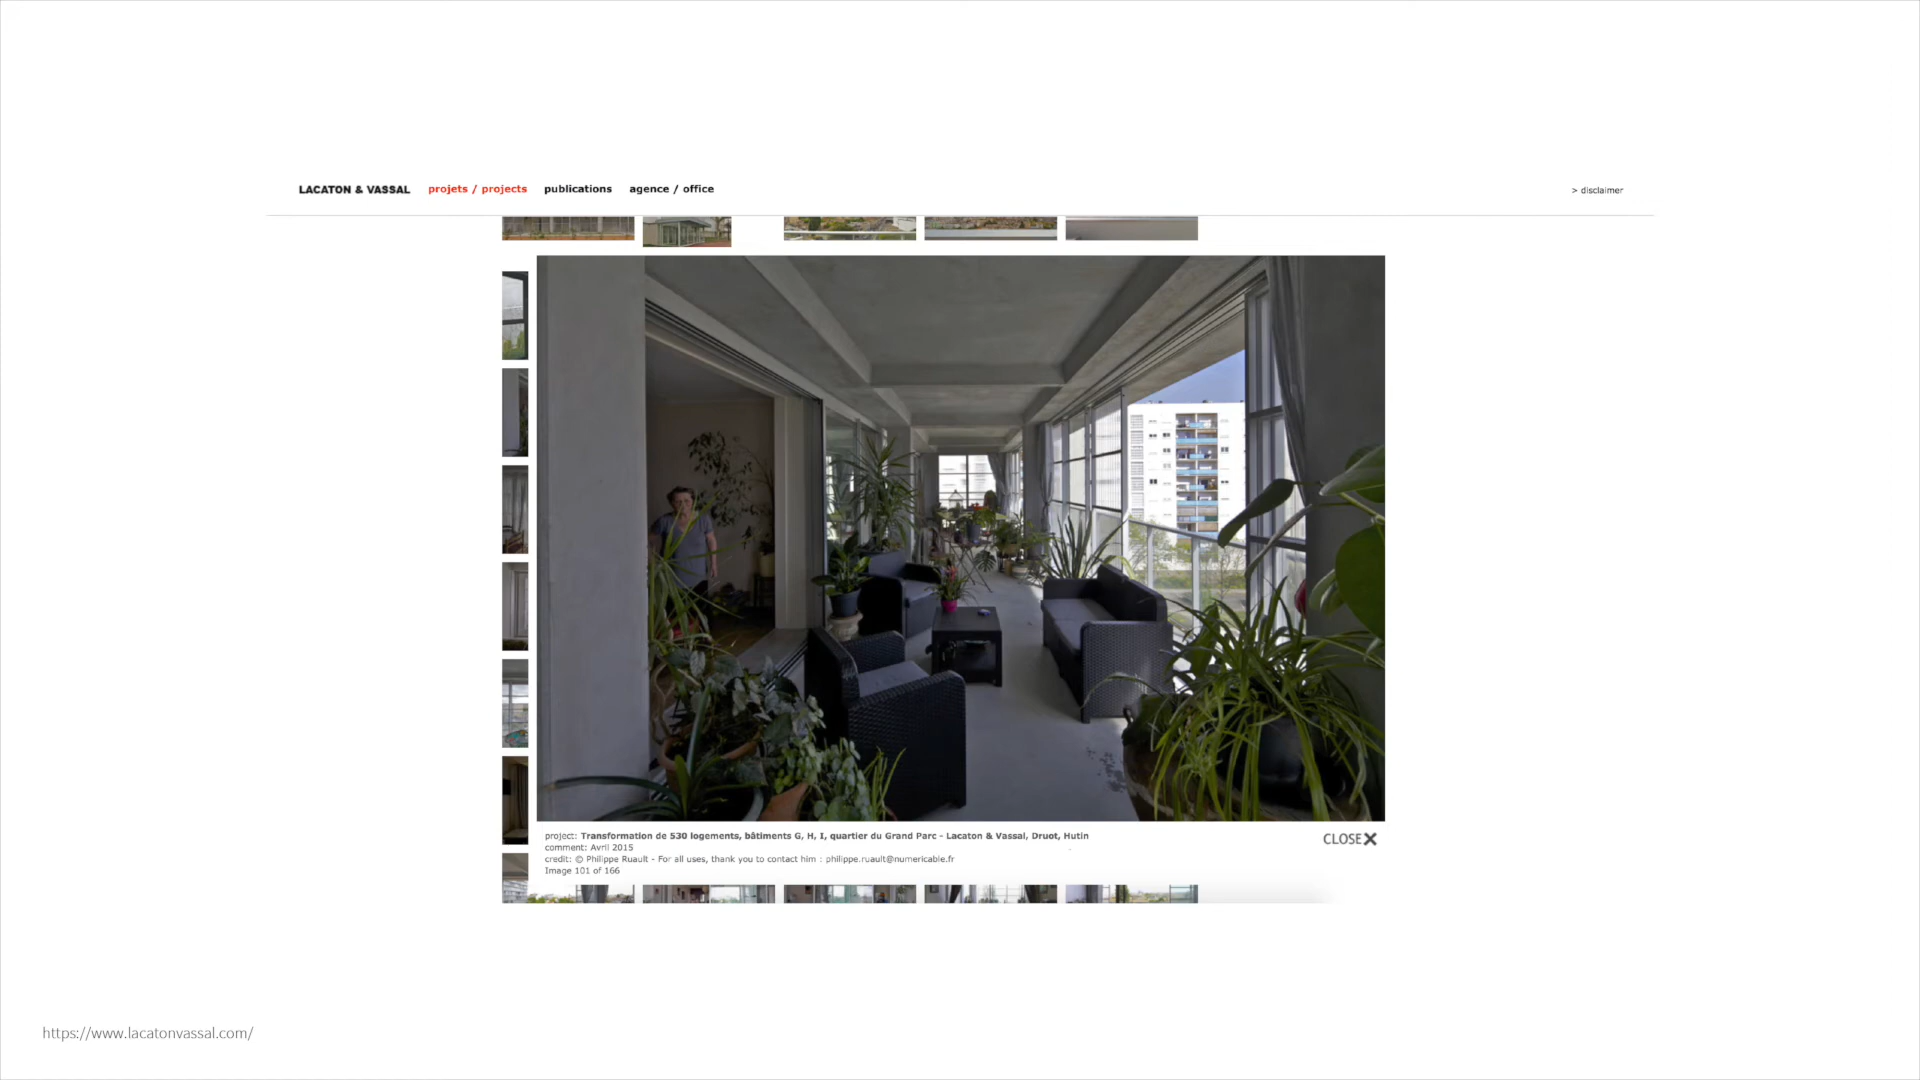 LACATON & VASSAL projets / projects publications agence / office > disclaimer
project: Transformation de 530 logements, bâtiments G, H, I, quartier du Grand Parc - Lacaton & Vassal, Druot, Hutin
comment: Avril 2015
credit: © Philippe Ruault - For all uses, thank you to contact him : philippe.ruault@numericable.fr
Image 101 of 166
CLOSE X
https://www.lacatonvassal.com/